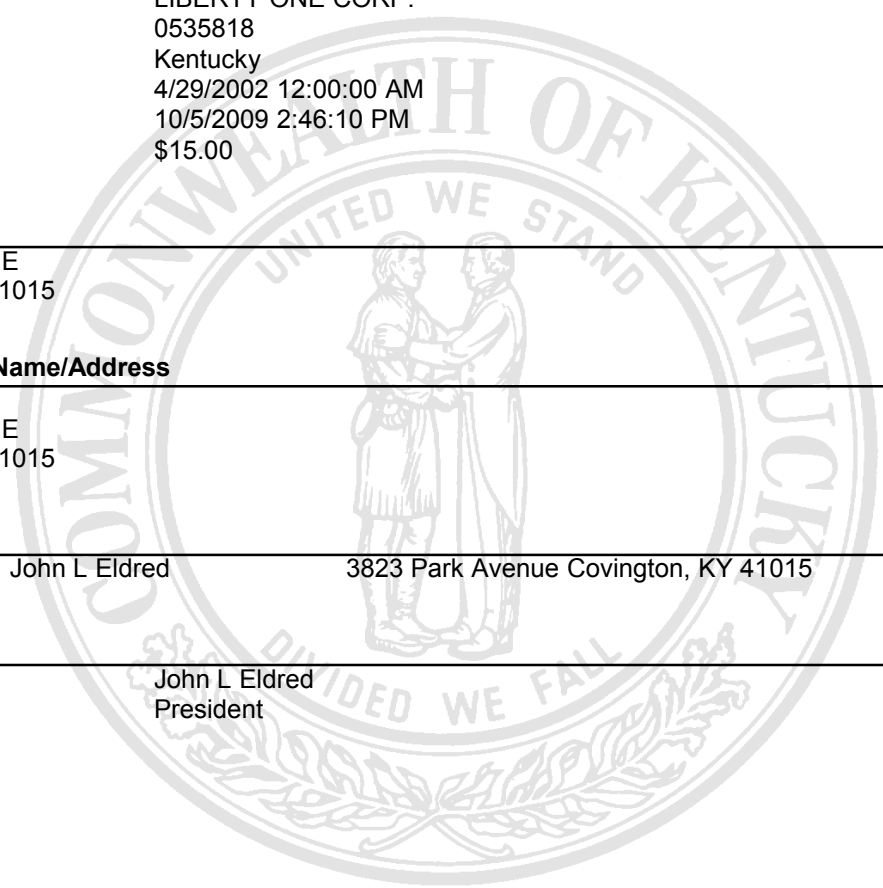 LIBERTY ONE CORP.
0535818
Kentucky
4/29/2002 12:00:00 AM
10/5/2009 2:46:10 PM
$15.00
COMMONWEALTH OF KENTUCKY
UNITED WE STAND
DIVIDED WE FALL
E
1015
Name/Address
E
1015
John L Eldred 3823 Park Avenue Covington, KY 41015
John L Eldred
President